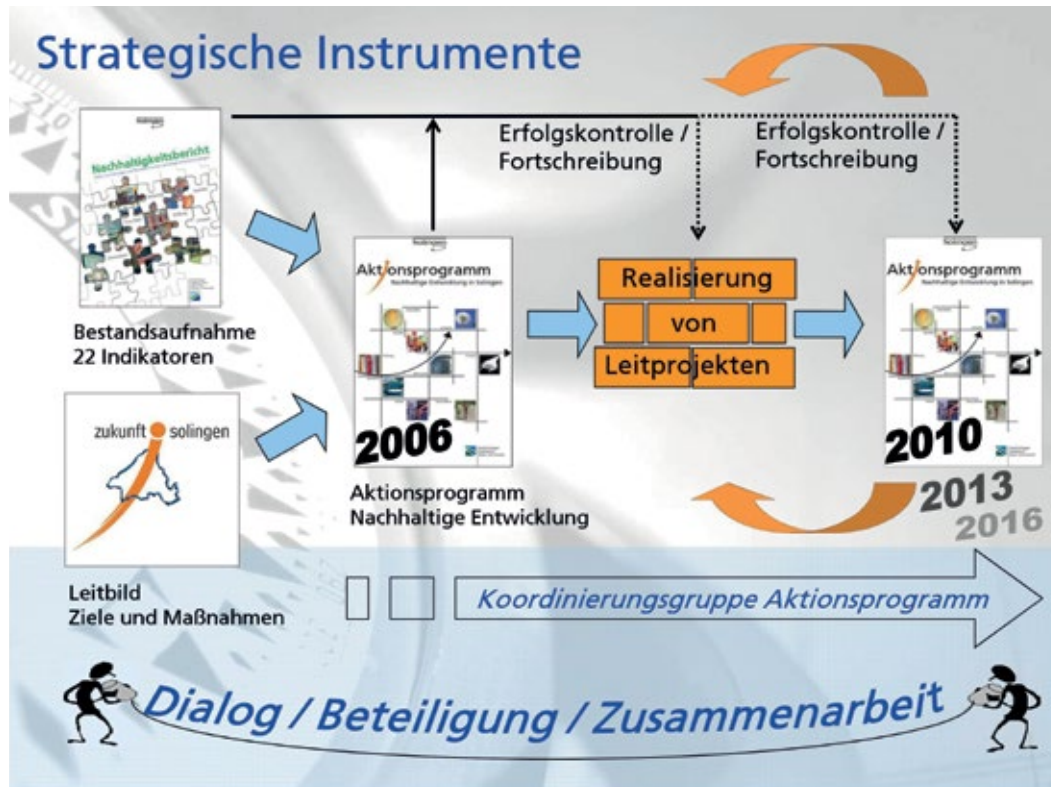 Strategische Instrumente
Erfolgskontrolle /
Fortschreibung
Erfolgskontrolle /
Fortschreibung
Nachhaltigkeitsbericht
Bestandsaufnahme
22 Indikatoren
zukunft solingen
Leitbild
Ziele und Maßnahmen
Aktionsprogramm
Nachhaltige Entwicklung in Solingen
2006
Aktionsprogramm
Nachhaltige Entwicklung
Realisierung
von
Leitprojekten
Aktionsprogramm
Nachhaltige Entwicklung in Solingen
2010
2013
2016
Koordinierungsgruppe Aktionsprogramm
Dialog / Beteiligung / Zusammenarbeit